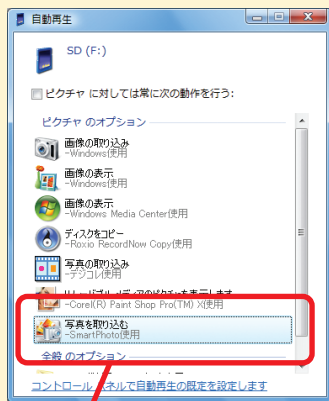 自動再生
SD (F:)
ピクチャ に対しては常に次の動作を行う:
ピクチャ のオプション
画像の取り込み
-Windows使用
画像の表示
-Windows使用
画像の表示
-Windows Media Center使用
ディスクをコピー
-Roxio RecordNow Copy使用
写真の取り込み
-デジコレ使用
-Corel(R) Paint Shop Pro(TM) X使用
写真を取り込む
-SmartPhoto使用
全般 のオプション
コントロール パネルで自動再生の既定を設定します